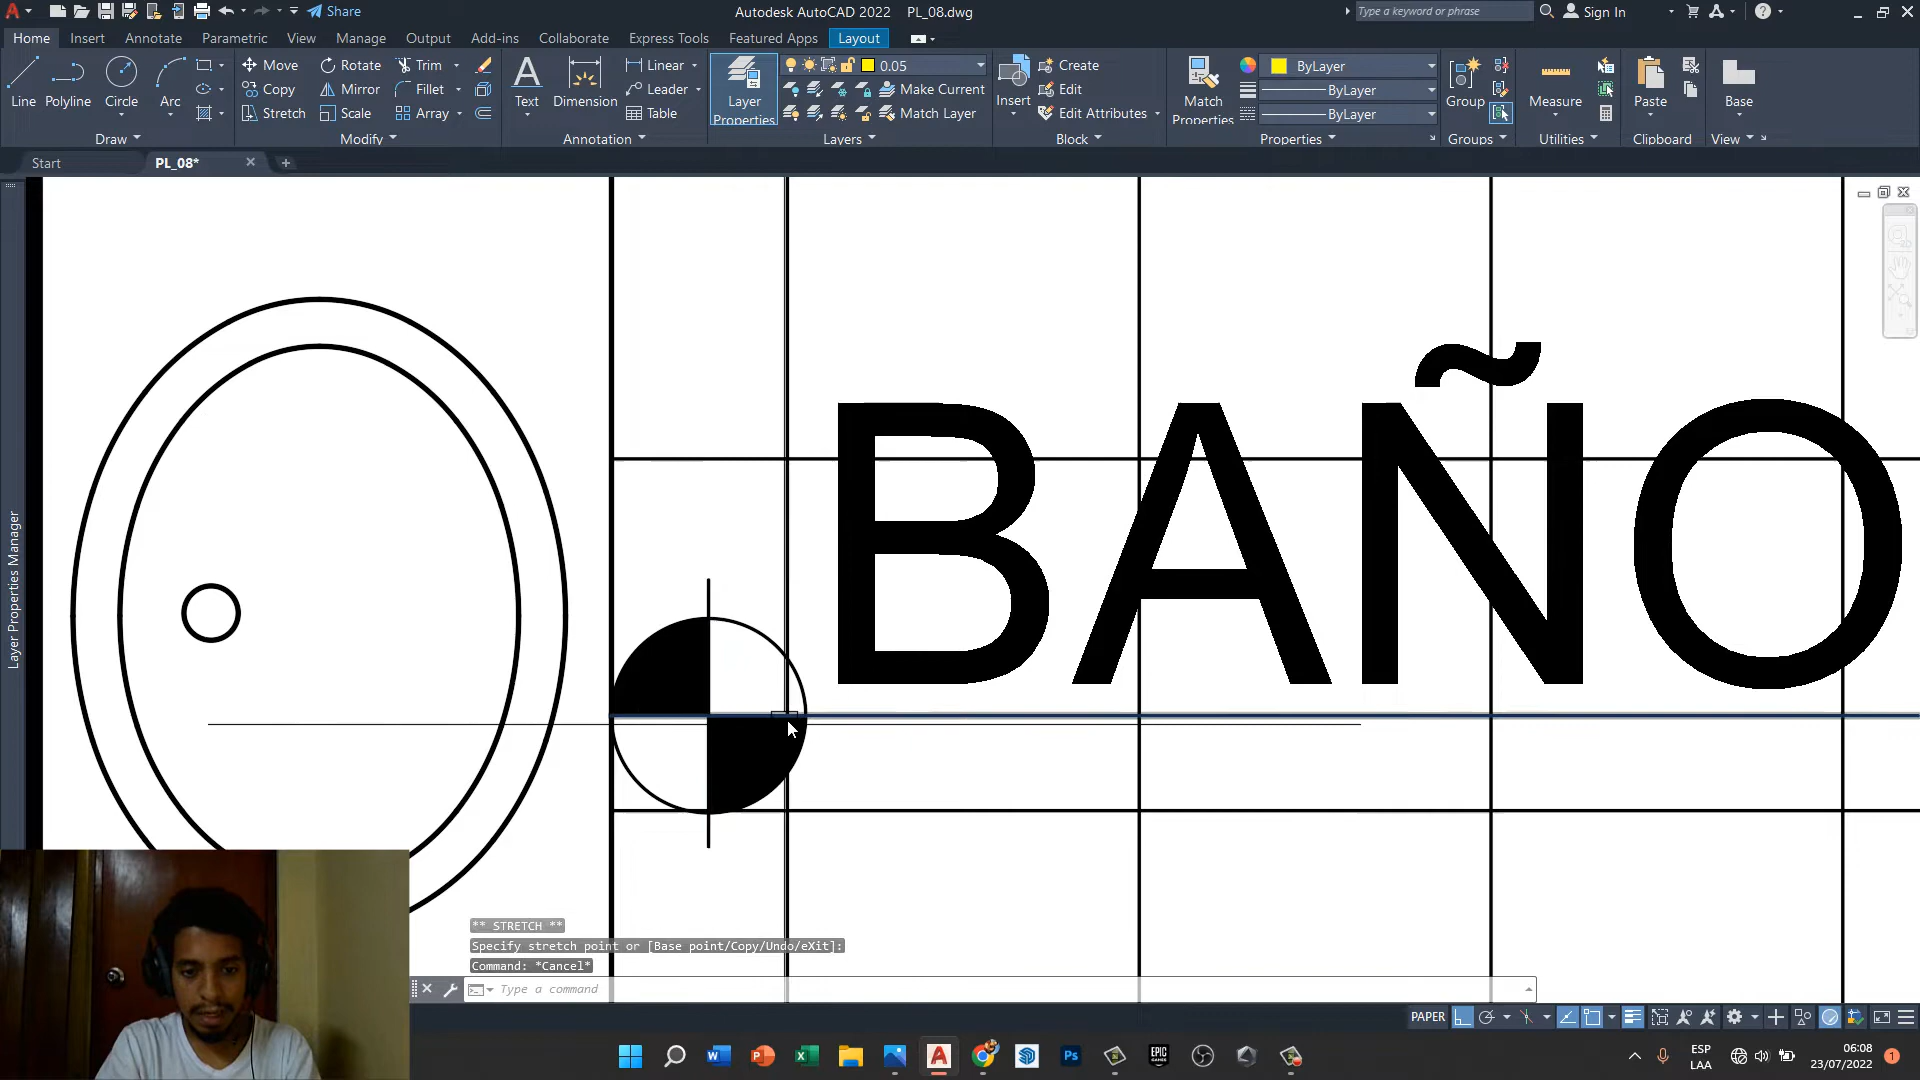 Share
Autodesk AutoCAD 2022 PL_08.dwg
Type a keyword or phrase
Sign In
Home Insert Annotate Parametric View Manage Output Add-ins Collaborate Express Tools Featured Apps Layout
Line Polyline Circle Arc
Move Rotate Trim
Copy Mirror Fillet
Stretch Scale Array
Text Dimension
Linear
Leader
Table
Layer Properties
0.05
Make Current
Match Layer
Insert
Create
Edit
Edit Attributes
Match Properties
ByLayer
ByLayer
ByLayer
Group
Measure
Paste
Base
Draw Modify Annotation Layers Block Properties Groups Utilities Clipboard View
Start PL_08*
Layer Properties Manager
BAÑO
** STRETCH **
Specify stretch point or [Base point/Copy/Undo/eXit]:
Command: *Cancel*
Type a command
PAPER
EPIC GAMES
Ps
ESP
LAA
06:08
23/07/2022
1